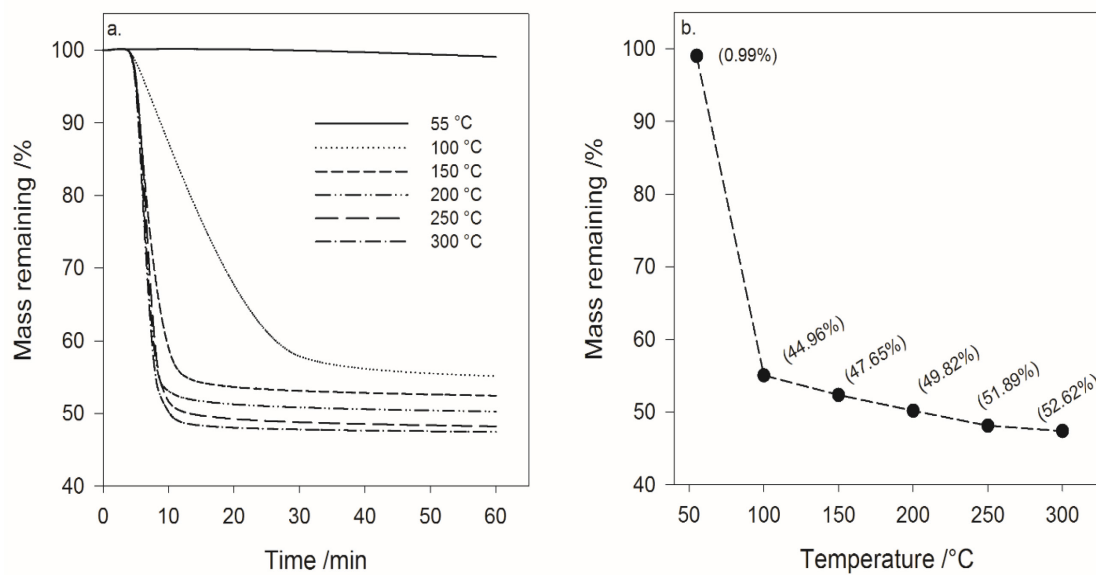 a.
Mass remaining /%
100
90
80
70
60
50
40
55 °C
100 °C
150 °C
200 °C
250 °C
300 °C
0 10 20 30 40 50 60
Time /min
b.
Mass remaining /%
100
90
80
70
60
50
40
(0.99%)
(44.96%)
(47.65%)
(49.82%)
(51.89%)
(52.62%)
50 100 150 200 250 300
Temperature /°C